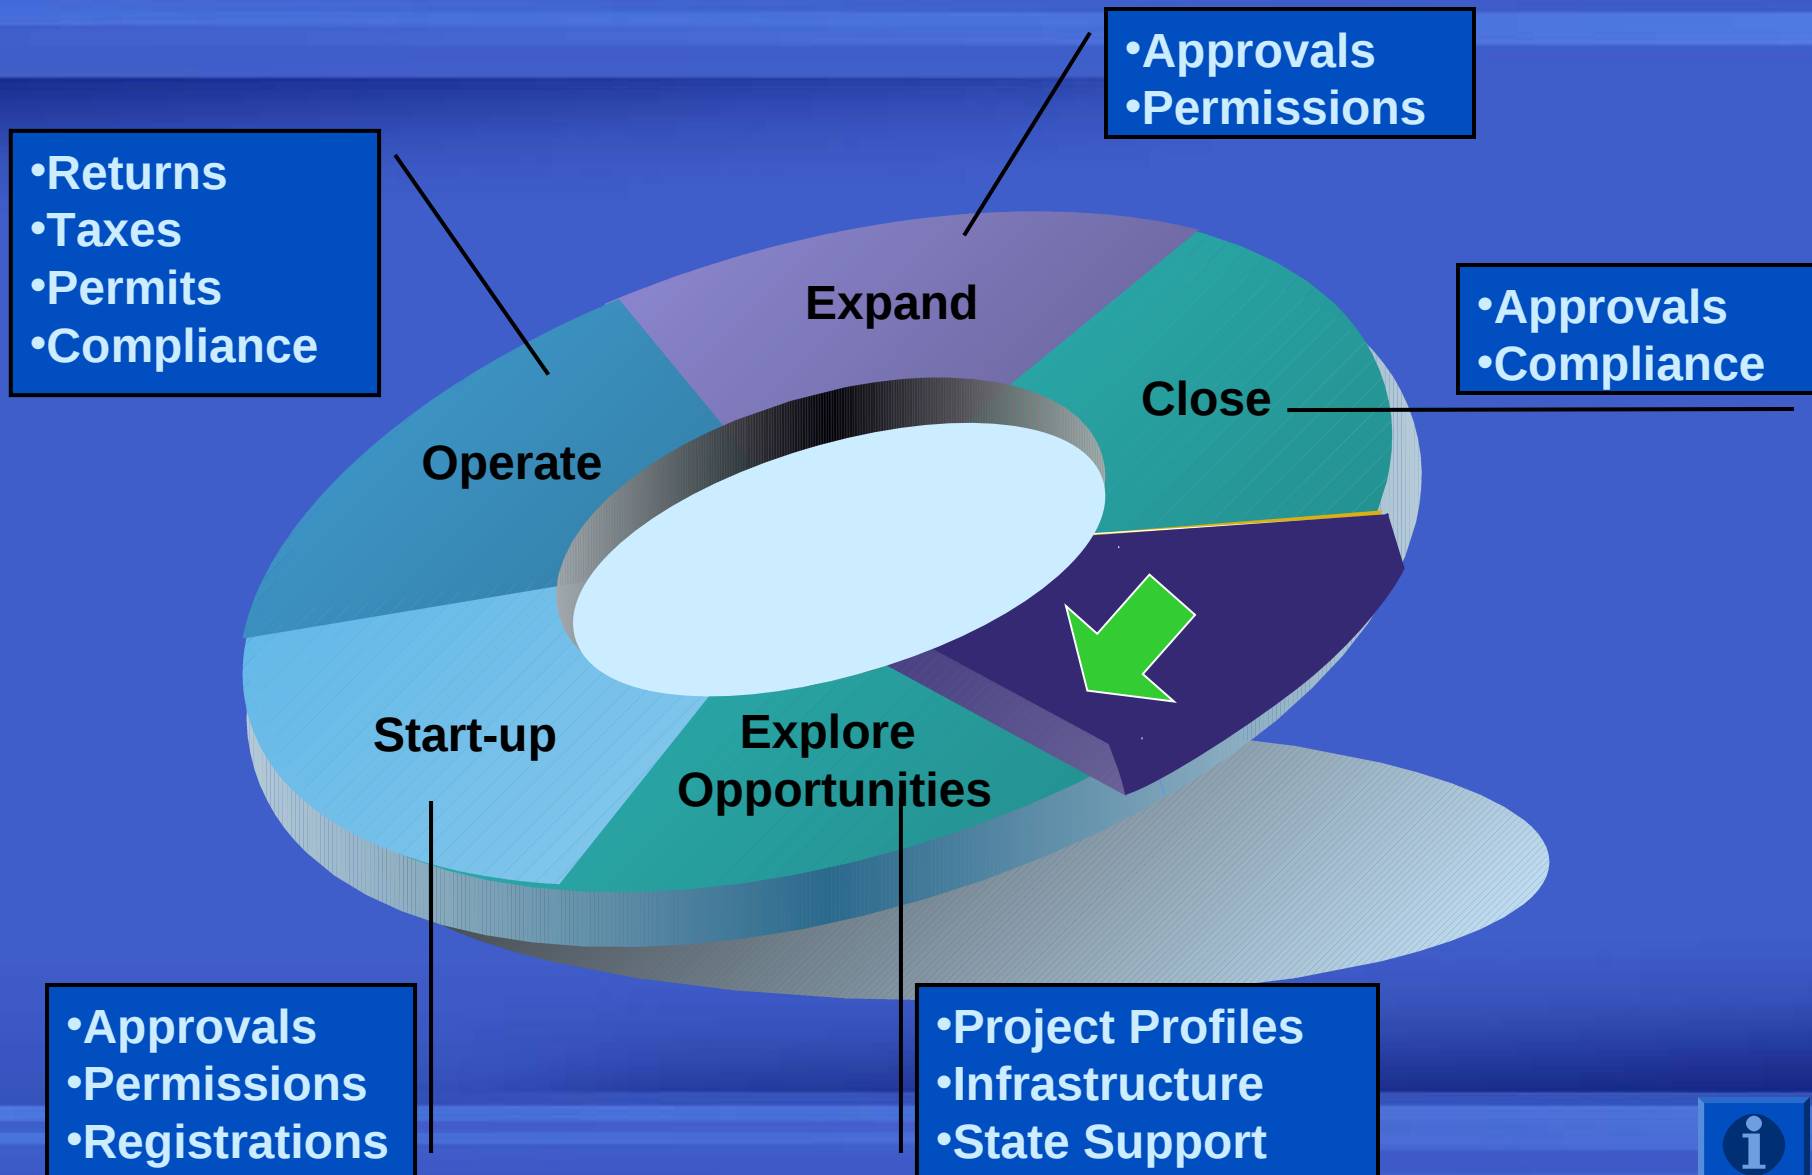 •Approvals
•Permissions
•Returns
•Taxes
•Permits
•Compliance
Expand
•Approvals
•Compliance
Close
Operate
Start-up
Explore
Opportunities
•Approvals
•Permissions
•Registrations
•Project Profiles
•Infrastructure
•State Support